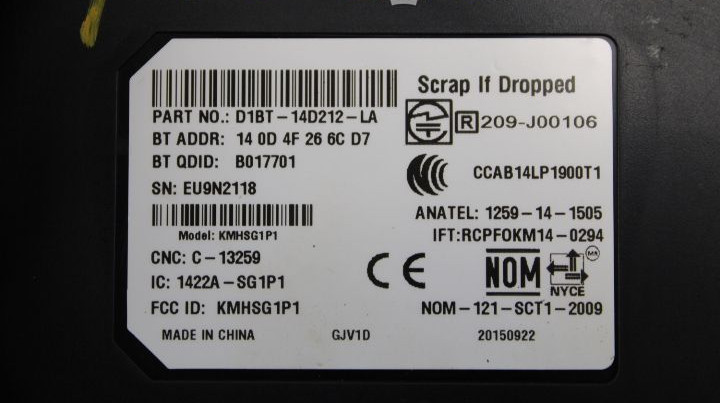 Scrap If Dropped
PART NO.: D1BT-14D212-LA
R 209-J00106
BT ADDR: 14 0D 4F 26 6C D7
BT QDID: B017701
CCAB14LP1900T1
SN: EU9N2118
ANATEL: 1259-14-1505
Model: KMHSG1P1
IFT:RCPFOKM14-0294
CNC: C-13259
CE
NOM
IC: 1422A-SG1P1
NYCE
FCC ID: KMHSG1P1
NOM-121-SCT1-2009
MADE IN CHINA GJV1D 20150922